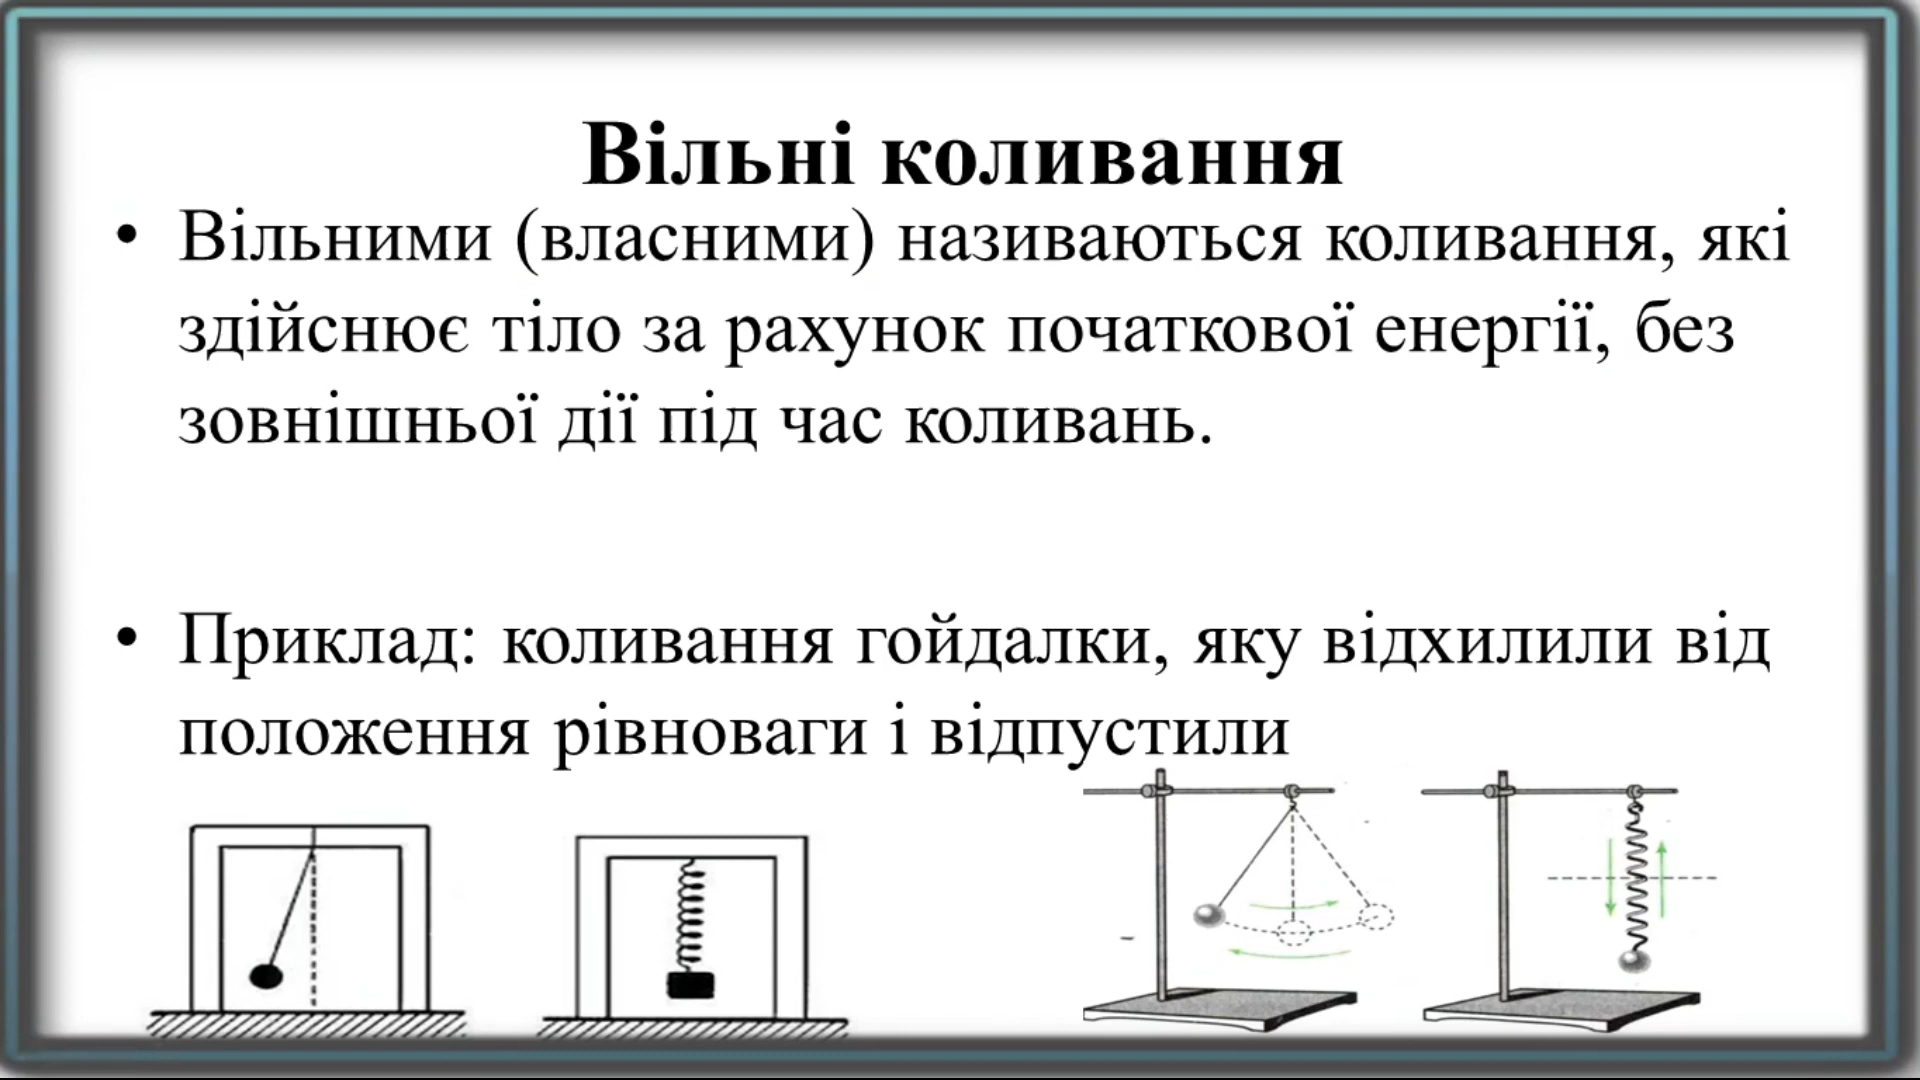 Вільні коливання
• Вільними (власними) називаються коливання, які
здійснює тіло за рахунок початкової енергії, без
зовнішньої дії під час коливань.
• Приклад: коливання гойдалки, яку відхилили від
положення рівноваги і відпустили